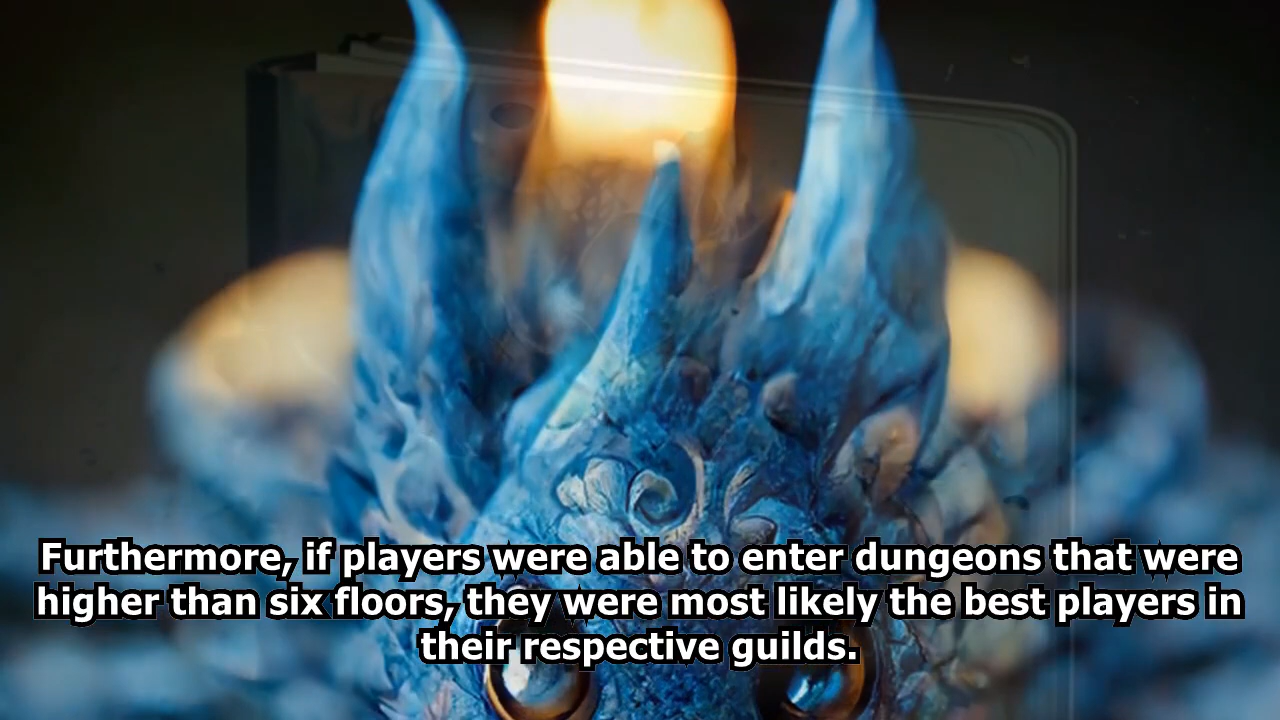 Furthermore, if players were able to enter dungeons that were
higher than six floors, they were most likely the best players in
their respective guilds.